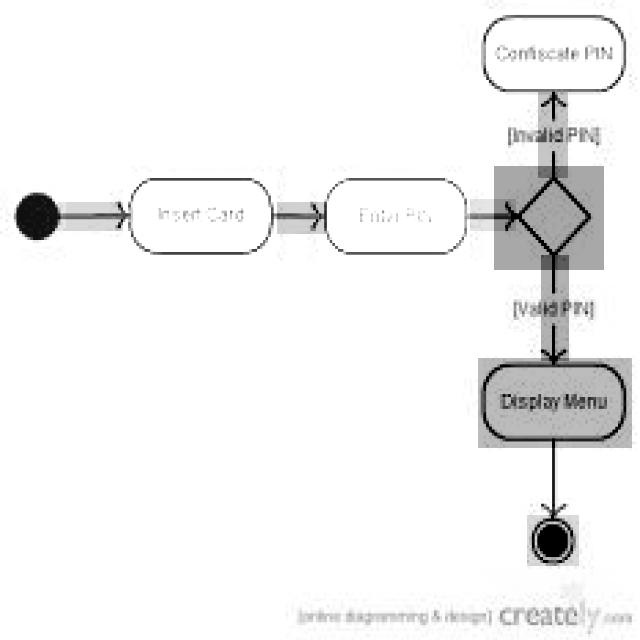 Confiscate PIN
[Invalid PIN]
Insert Card
Enter PIN
[Valid PIN]
Display Menu
[online diagramming & design] creately.com